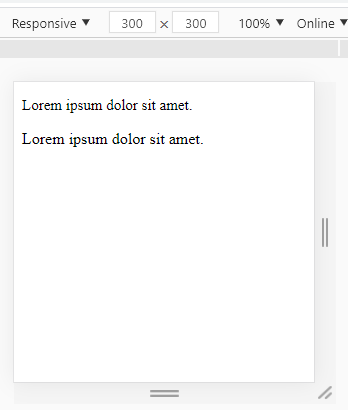 Responsive ▼ 300 × 300 100% ▼ Online ▼
Lorem ipsum dolor sit amet.
Lorem ipsum dolor sit amet.